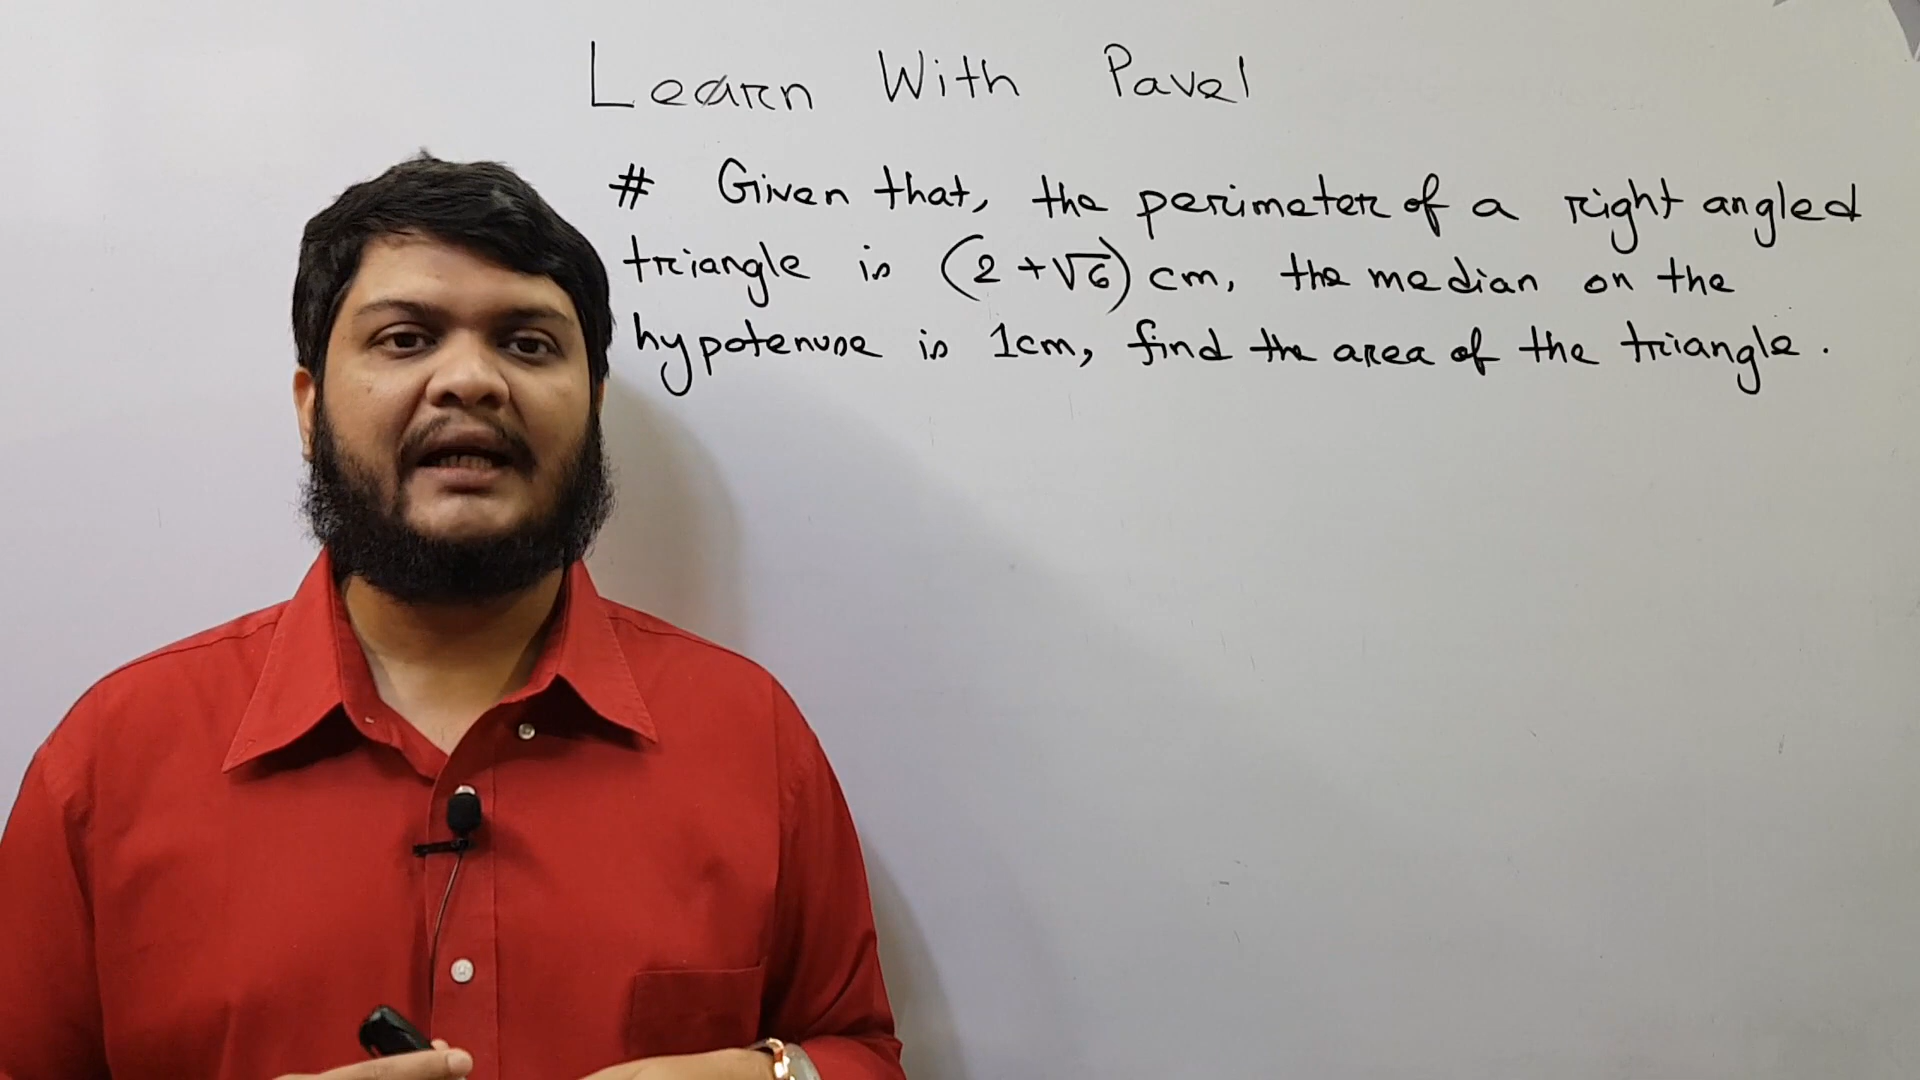 Learn With Pavel
# Given that, the perimeter of a right angled
triangle is (2+√6) cm, the median on the
hypotenuse is 1cm, find the area of the triangle.